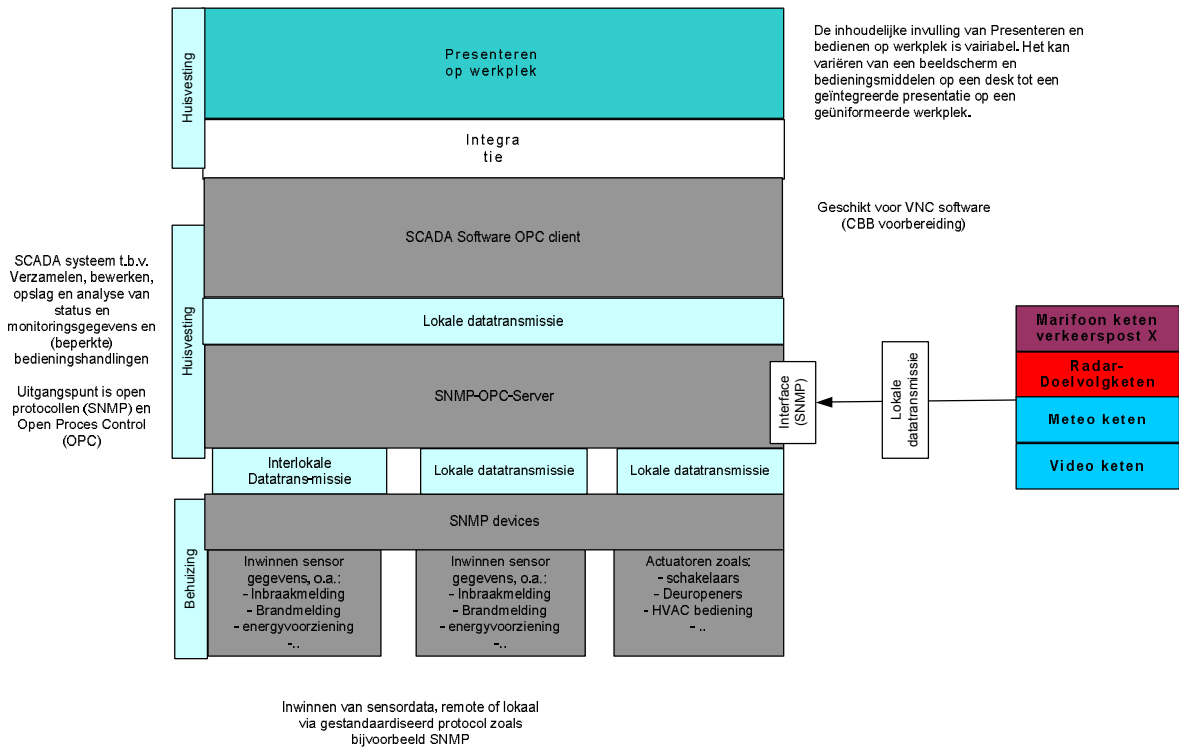 Huisvesting
Presenteren
op werkplek
Integra
tie
De inhoudelijke invulling van Presenteren en
bedienen op werkplek is vairiabel. Het kan
variëren van een beeldscherm en
bedieningsmiddelen op een desk tot een
geïntegreerde presentatie op een
geüniformeerde werkplek.
SCADA Software OPC client
Geschikt voor VNC software
(CBB voorbereiding)
SCADA systeem t.b.v.
Verzamelen, bewerken,
opslag en analyse van
status en
monitoringsgegevens en
(beperkte)
bedieningshandlingen
Uitgangspunt is open
protocollen (SNMP) en
Open Proces Control
(OPC)
Huisvesting
Lokale datatransmissie
SNMP-OPC-Server
Interface
(SNMP)
Lokale
datatransmissie
Marifoon keten
verkeerspost X
Radar-
Doelvolgketen
Meteo keten
Video keten
Interlokale
Datatrans-missie
Lokale datatransmissie
Lokale datatransmissie
Behuizing
SNMP devices
Inwinnen sensor
gegevens, o.a.:
- Inbraakmelding
- Brandmelding
- energyvorziening
-..
Inwinnen sensor
gegevens, o.a.:
- Inbraakmelding
- Brandmelding
- energyvorziening
-..
Actuatoren zoals:
- schakelaars
- Deuropeners
- HVAC bediening
- ..
Inwinnen van sensordata, remote of lokaal
via gestandaardiseerd protocol zoals
bijvoorbeeld SNMP